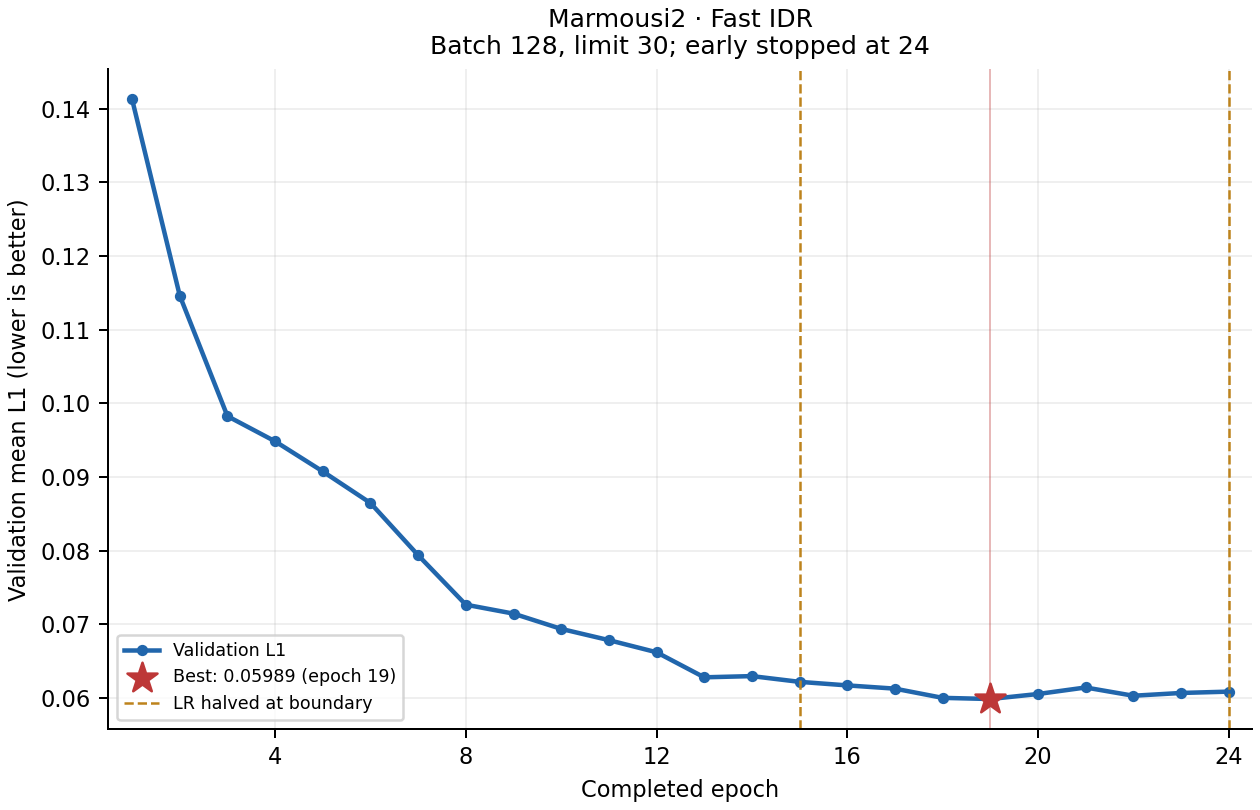 Marmousi2 · Fast IDR
Batch 128, limit 30; early stopped at 24
Validation mean L1 (lower is better)
0.14
0.13
0.12
0.11
0.10
0.09
0.08
0.07
0.06
Validation L1
Best: 0.05989 (epoch 19)
LR halved at boundary
4
8
12
16
20
24
Completed epoch